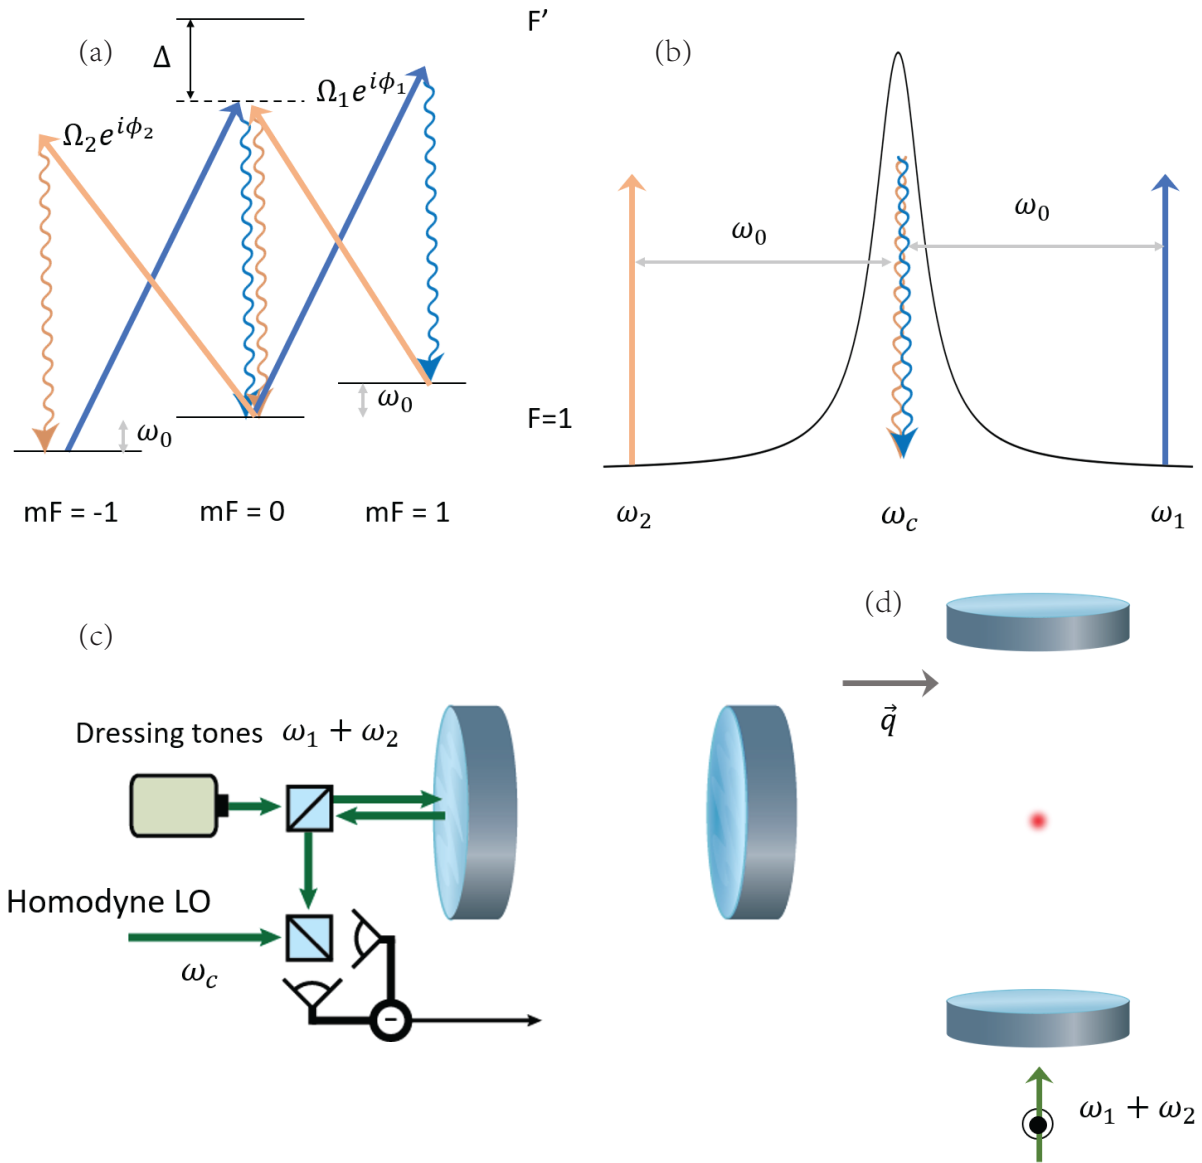 (a)
Δ
F’
Ω₁e^{iϕ₁}
Ω₂e^{iϕ₂}
ω₀
ω₀
F=1
mF = -1
mF = 0
mF = 1
(b)
ω₀
ω₀
ω₂
ω_c
ω₁
(c)
Dressing tones ω₁ + ω₂
Homodyne LO
ω_c
−
(d)
q⃗
ω₁ + ω₂